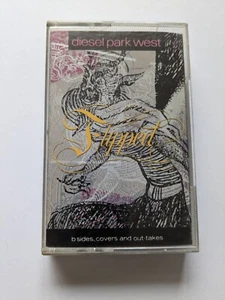 diesel park west
Flipped
b sides, covers and out-takes